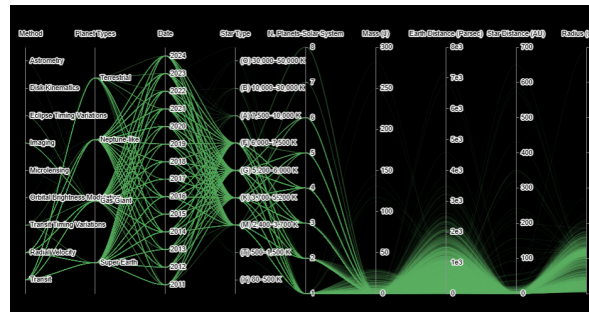 Method
Planet Types
Date
Star Type
N. Planets-Solar System
Mass (♃)
Earth Distance (Parsec)
Star Distance (AU)
Radius
Astrometry
Disk Kinematics
Eclipse Timing Variations
Imaging
Microlensing
Orbital Brightness Mod
Transit Timing Variations
Radial Velocity
Transit
Terrestrial
Neptune-like
Gas Giant
Super Earth
2024
2023
2022
2021
2020
2019
2018
2017
2016
2015
2014
2013
2012
2011
(O) 30,000-50,000 K
(B) 10,000-30,000 K
(A) 7,500-10,000 K
(F) 6,000-7,500 K
(G) 5,200-6,000 K
(K) 3,700-5,200 K
(M) 2,400-3,700 K
500-1,500 K
80-500 K
8
7
6
5
4
3
2
1
300
250
200
150
100
50
0
8e3
7e3
6e3
5e3
4e3
3e3
2e3
1e3
0
700
600
500
400
300
200
100
0